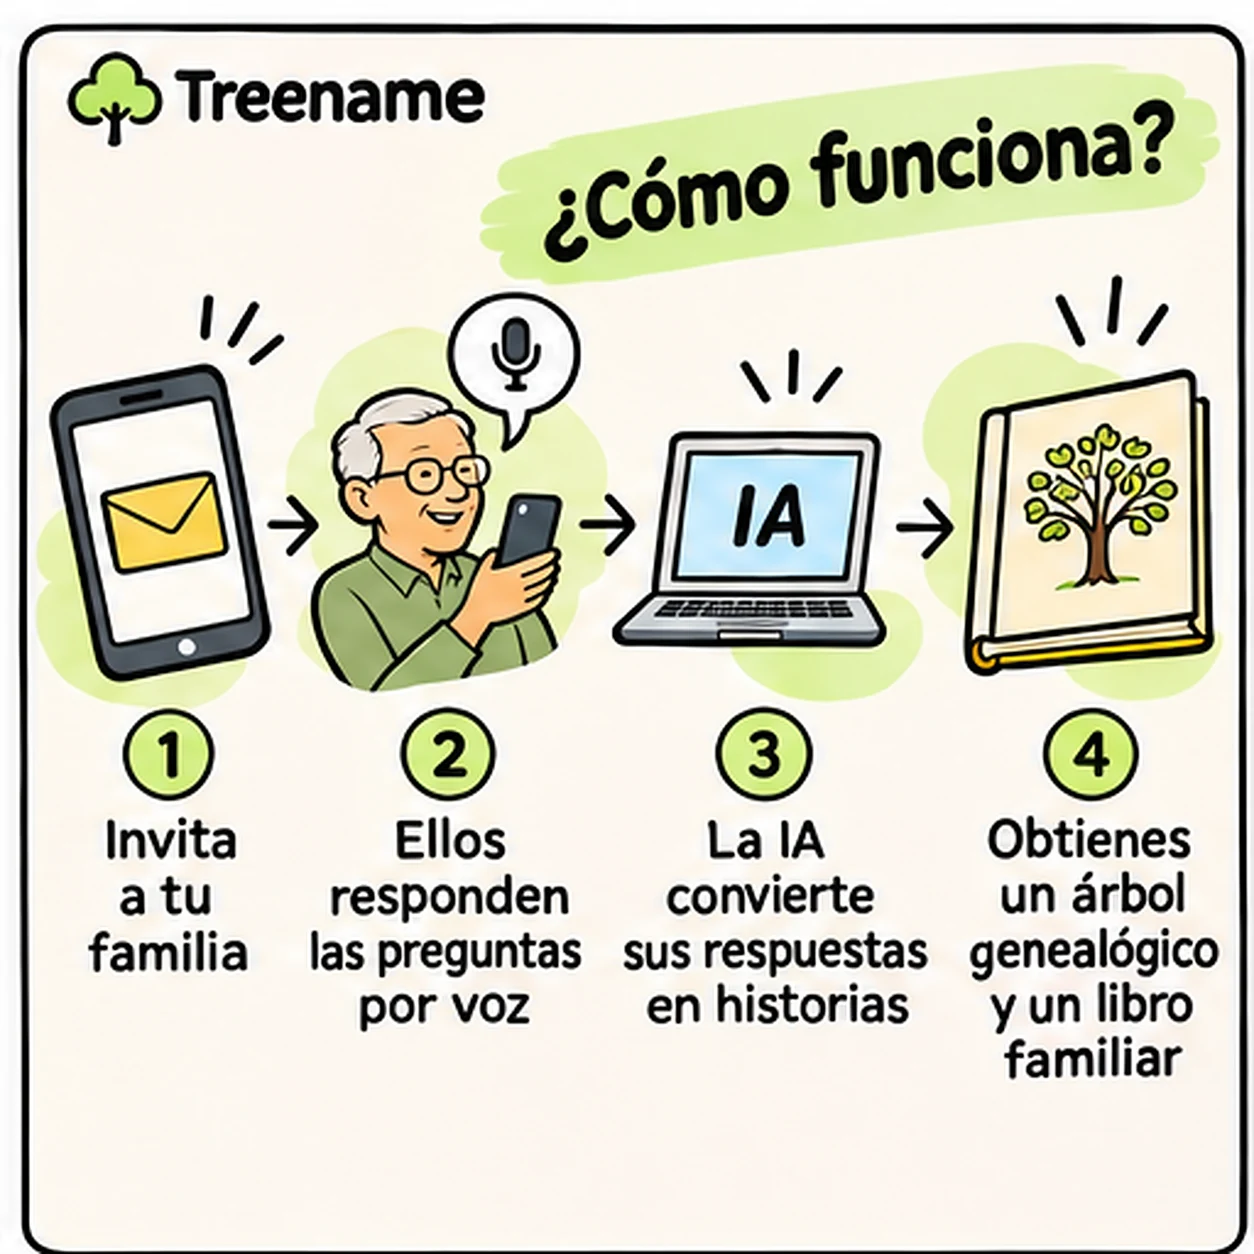 Treename
¿Cómo funciona?
IA
1
Invita
a tu
familia
2
Ellos
responden
las preguntas
por voz
3
La IA
convierte
sus respuestas
en historias
4
Obtienes
un árbol
genealógico
y un libro
familiar